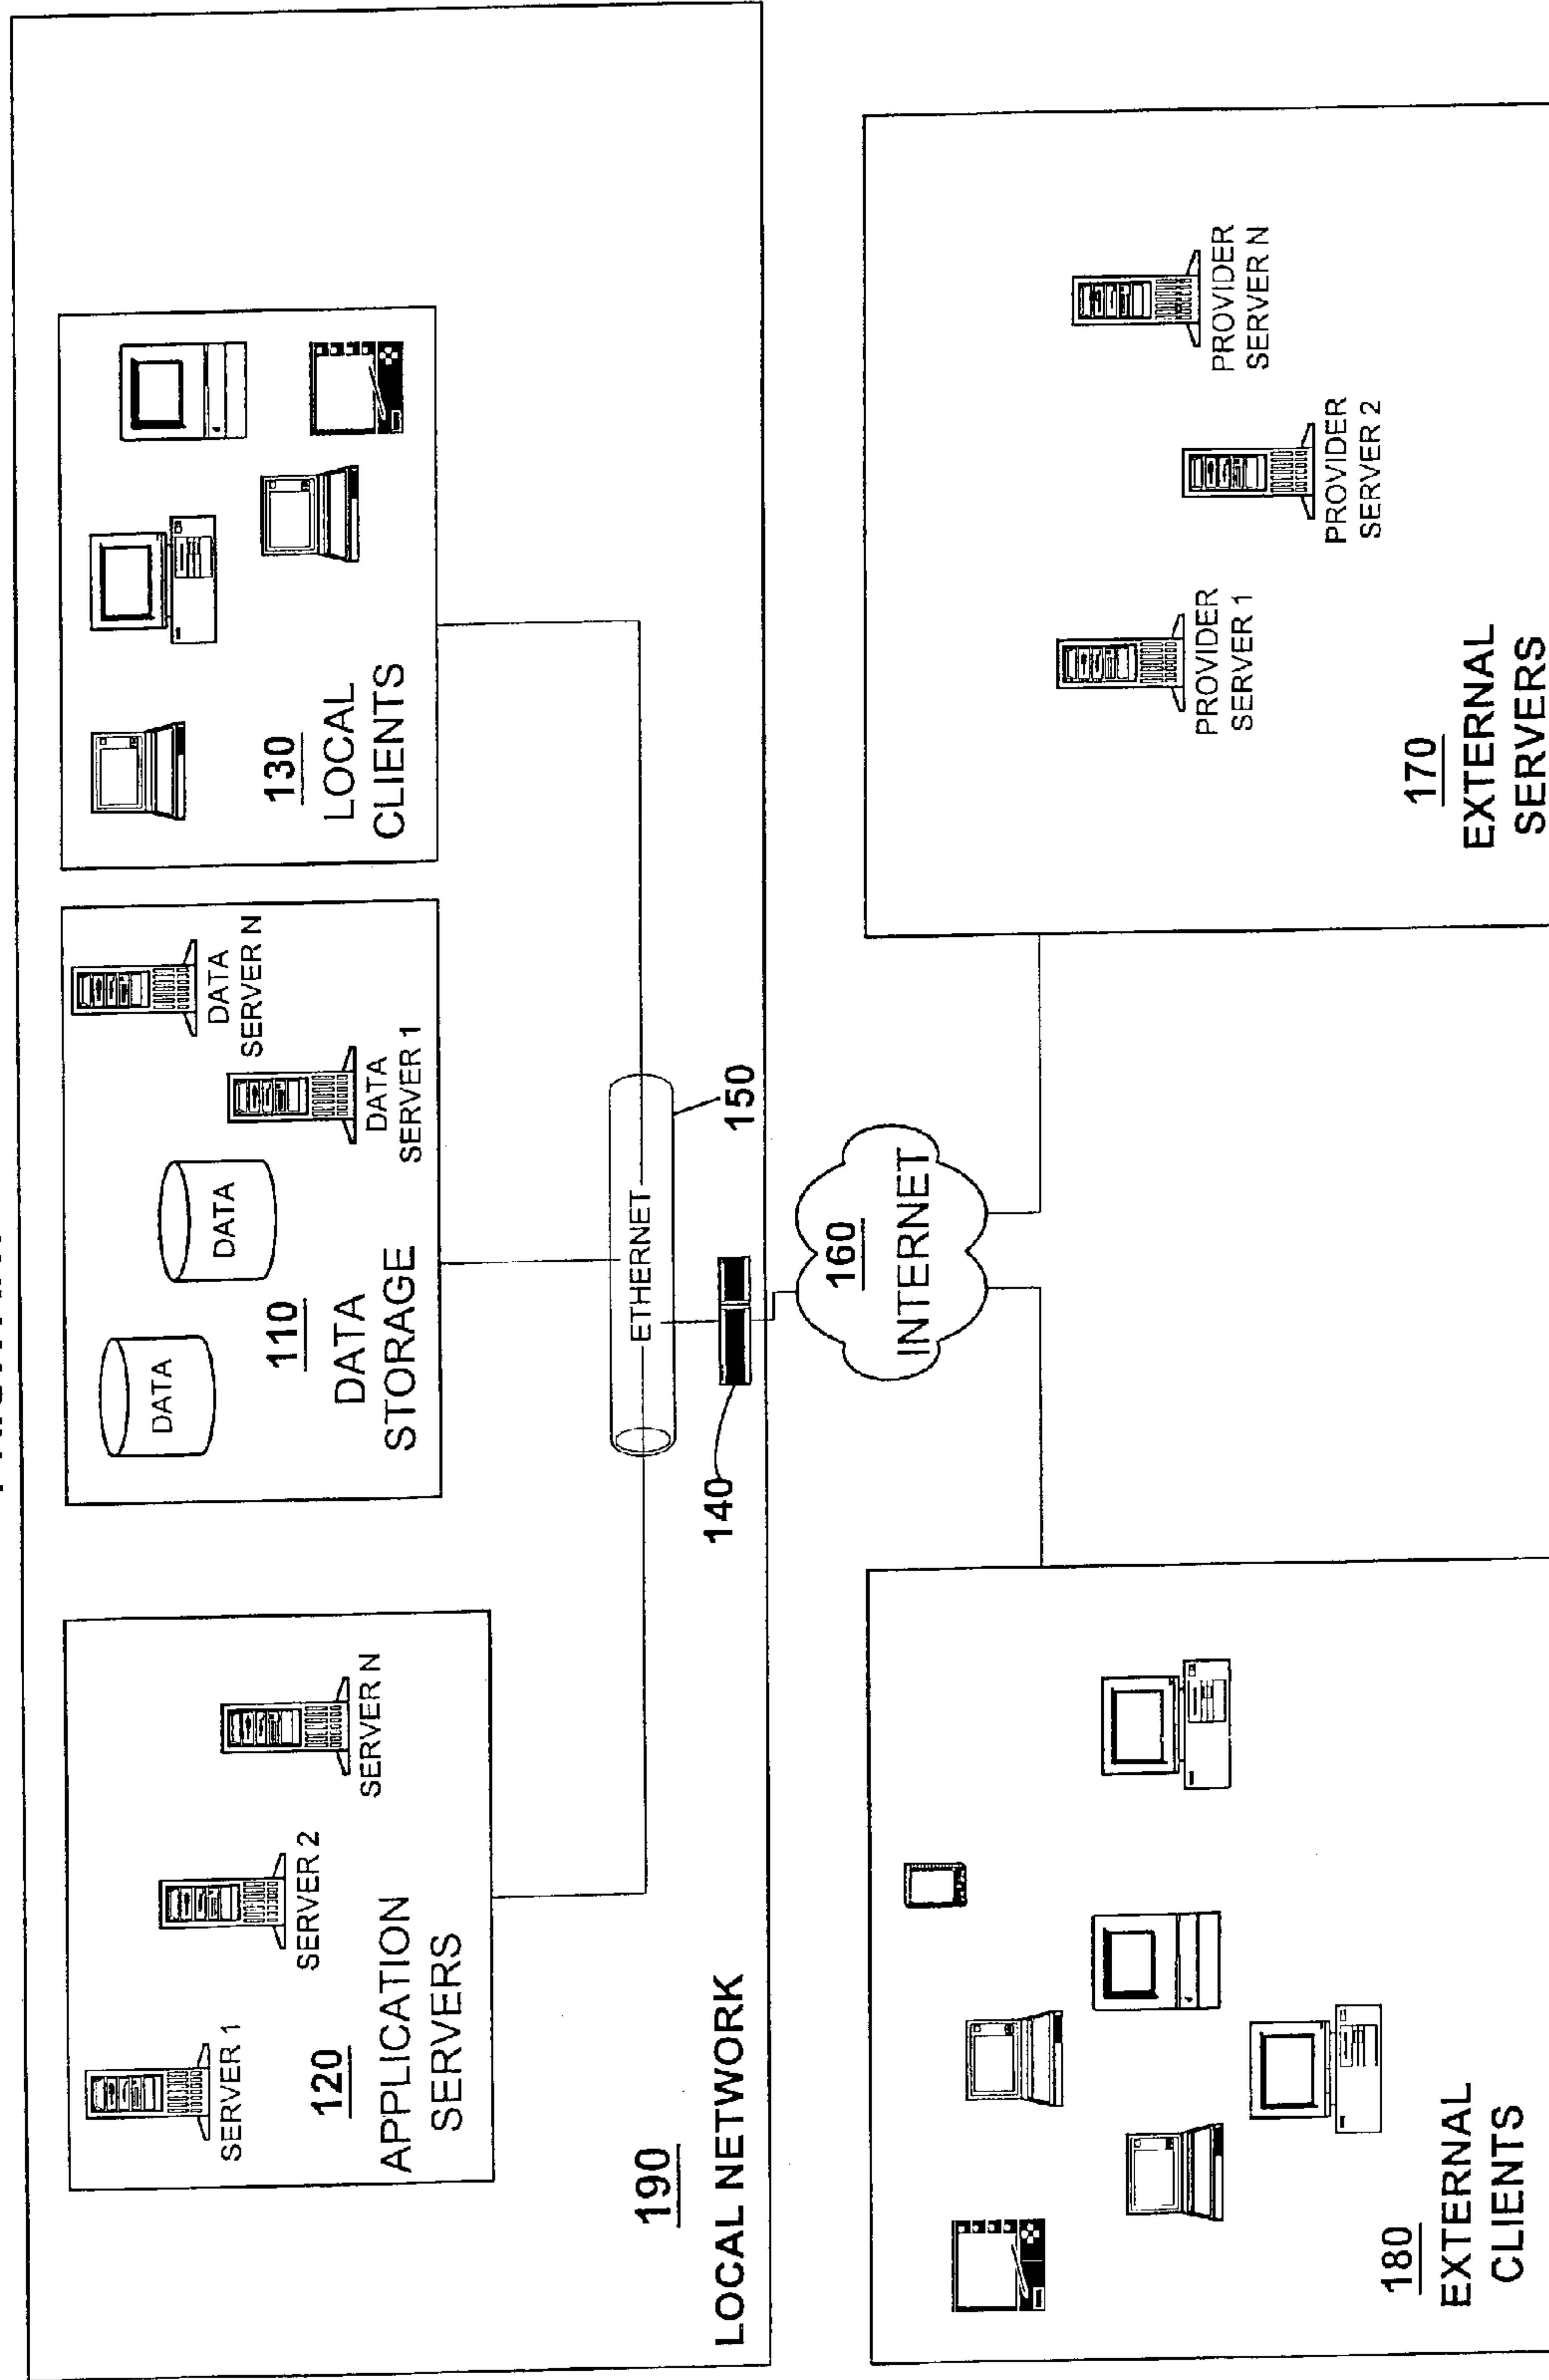 SERVER 1
SERVER 2
SERVER N
120
APPLICATION
SERVERS
DATA
DATA
110
DATA
STORAGE
DATA
SERVER 1
DATA
SERVER N
130
LOCAL
CLIENTS
ETHERNET
150
140
190
LOCAL NETWORK
160
INTERNET
180
EXTERNAL
CLIENTS
PROVIDER
SERVER 1
PROVIDER
SERVER 2
PROVIDER
SERVER N
170
EXTERNAL
SERVERS